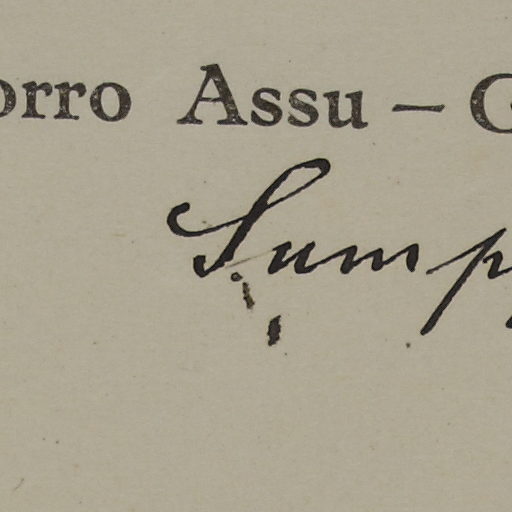 orro Assu – G
Sump